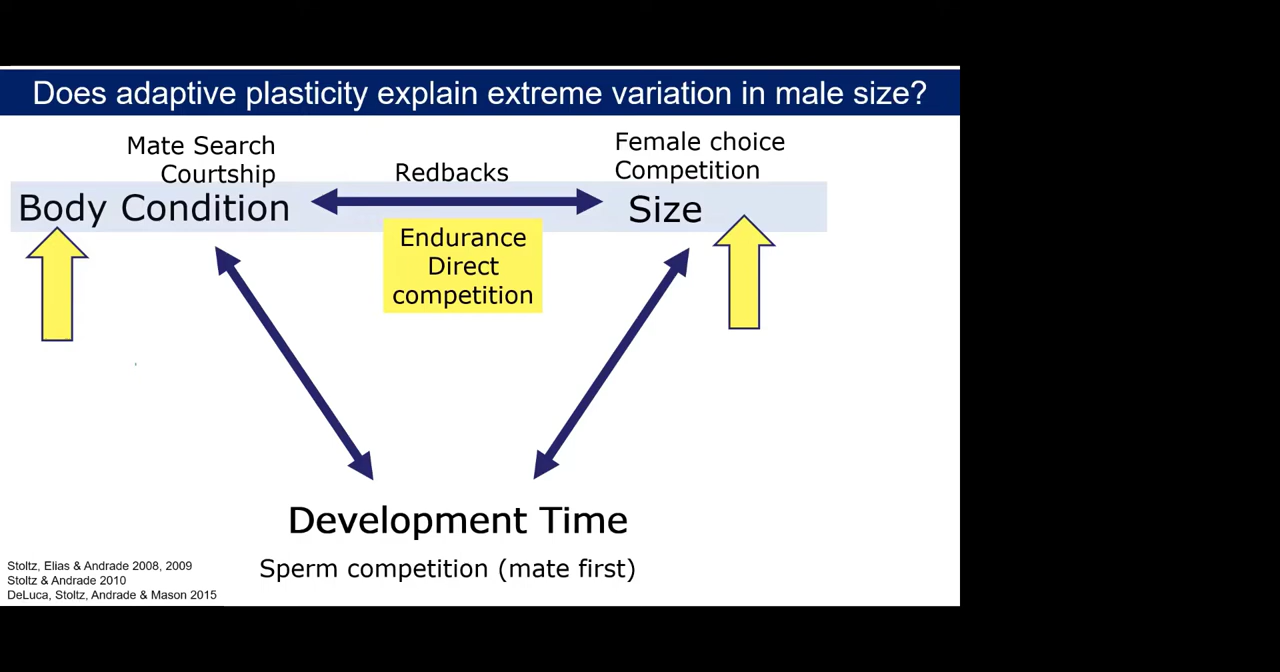 Does adaptive plasticity explain extreme variation in male size?
Mate Search
Courtship
Body Condition
Redbacks
Female choice
Competition
Size
Endurance
Direct
competition
Development Time
Sperm competition (mate first)
Stoltz, Elias & Andrade 2008, 2009
Stoltz & Andrade 2010
DeLuca, Stoltz, Andrade & Mason 2015